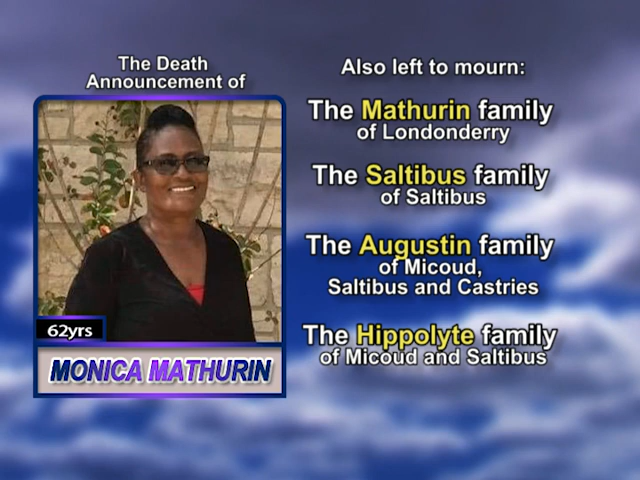 The Death
Announcement of
62yrs
MONICA MATHURIN
Also left to mourn:
The Mathurin family
of Londonderry
The Saltibus family
of Saltibus
The Augustin family
of Micoud,
Saltibus and Castries
The Hippolyte family
of Micoud and Saltibus